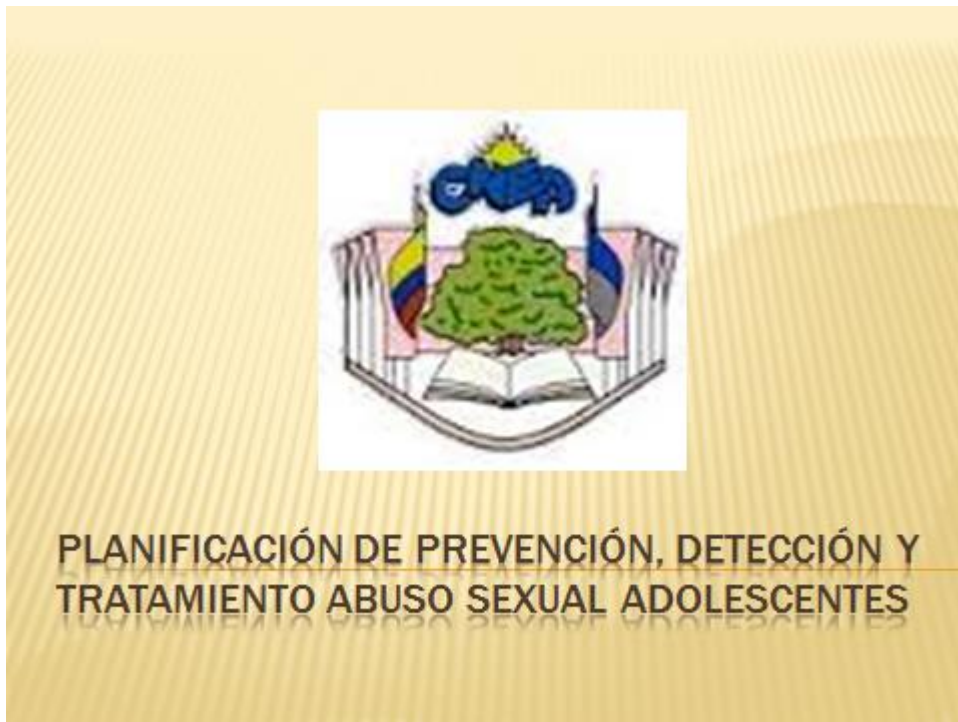 PLANIFICACIÓN DE PREVENCIÓN, DETECCIÓN Y
TRATAMIENTO ABUSO SEXUAL ADOLESCENTES